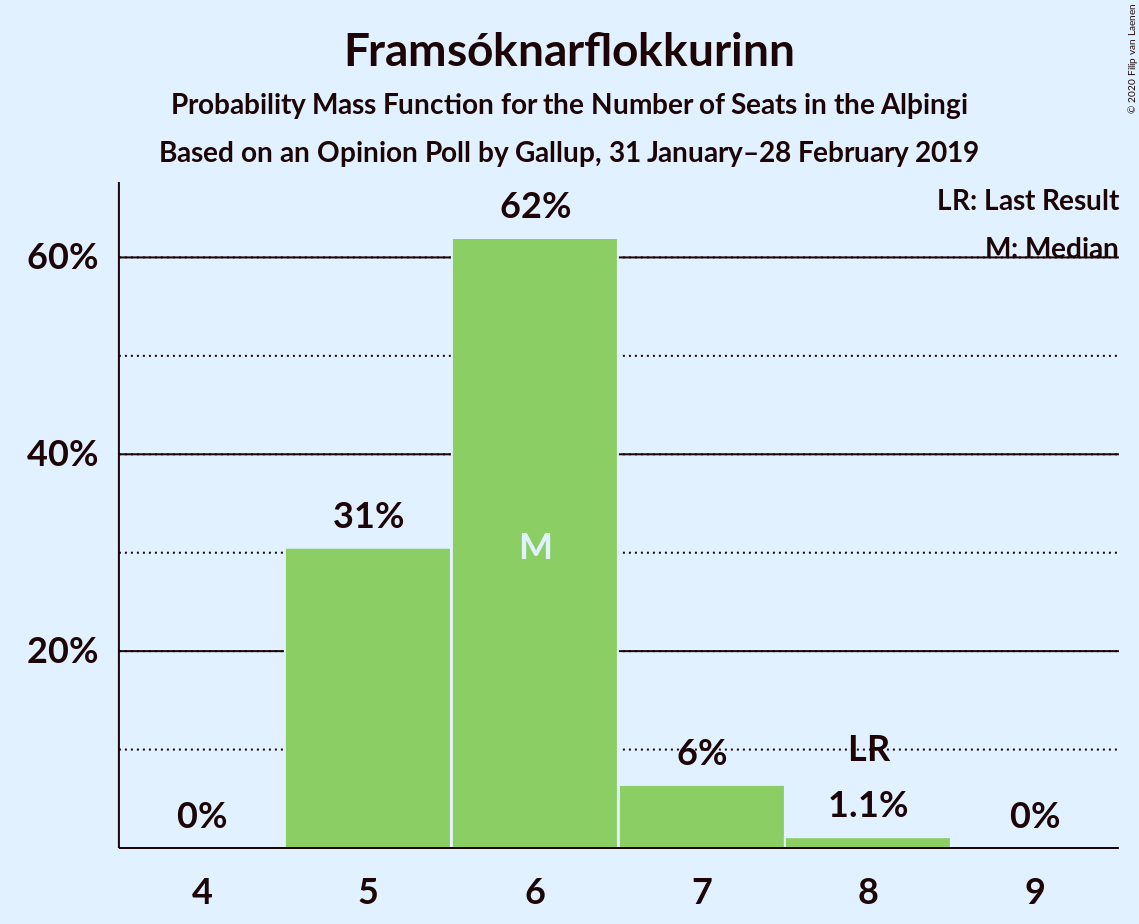 Framsóknarflokkurinn
Probability Mass Function for the Number of Seats in the Alþingi
Based on an Opinion Poll by Gallup, 31 January–28 February 2019
© 2020 Filip van Laenen
LR: Last Result
M: Median
62%
60%
40%
31%
M
20%
6%
LR
1.1%
0%
0%
4 5 6 7 8 9